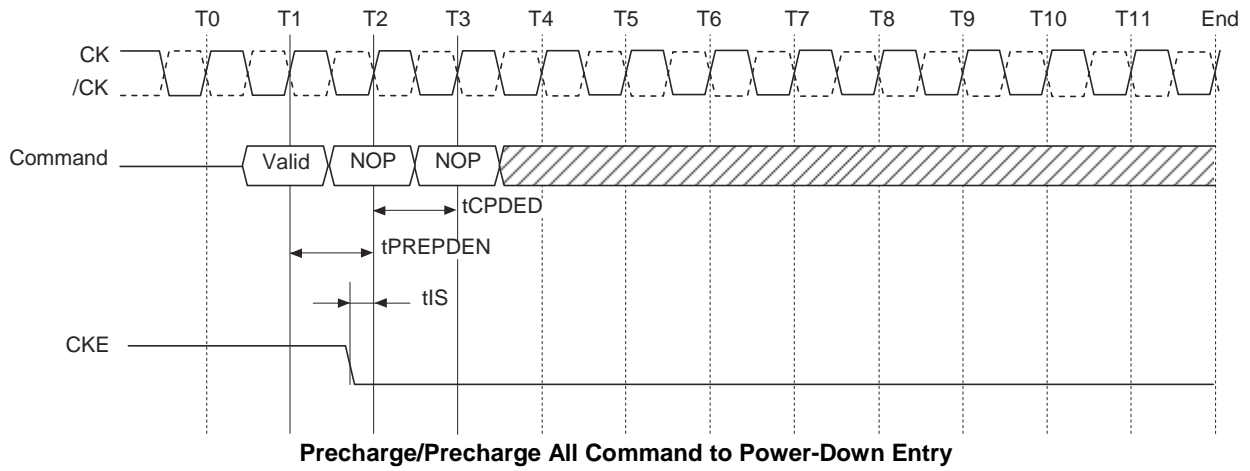 T0 T1 T2 T3 T4 T5 T6 T7 T8 T9 T10 T11 End
CK
/CK
Command Valid NOP NOP
tCPDED
tPREPDEN
tIS
CKE
Precharge/Precharge All Command to Power-Down Entry